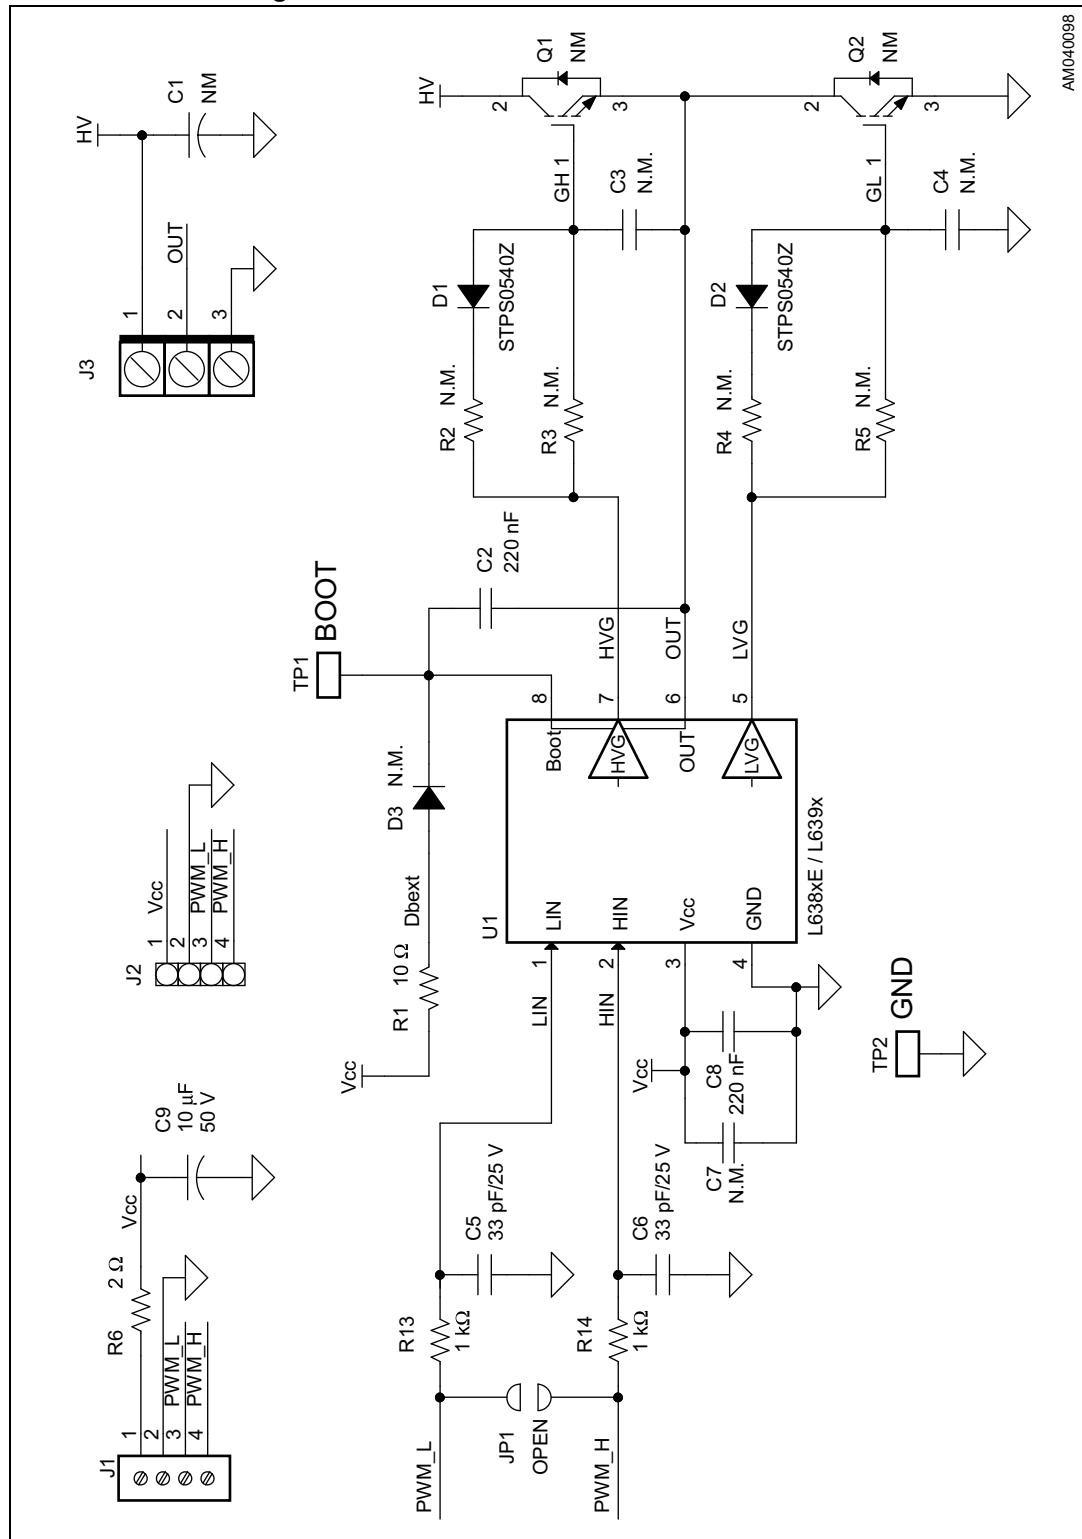 AM040098
J1
1
2
3
4
R6
2 Ω
Vcc
PWM_L
PWM_H
C9
10 µF
50 V
J2
1
2
3
4
Vcc
PWM_L
PWM_H
J3
1
2
3
HV
OUT
C1
NM
Vcc
R1
10 Ω
Dbext
D3
N.M.
TP1
BOOT
C2
220 nF
PWM_L
JP1
OPEN
PWM_H
R13
1 kΩ
R14
1 kΩ
C5
33 pF/25 V
C6
33 pF/25 V
LIN
HIN
1
2
3
4
Vcc
C7
N.M.
C8
220 nF
TP2
GND
U1
LIN
HIN
Vcc
GND
Boot
HVG
OUT
LVG
L638xE / L639x
8
7
6
5
HVG
OUT
LVG
R2
N.M.
R3
N.M.
D1
STPS0540Z
GH 1
C3
N.M.
R4
N.M.
R5
N.M.
D2
STPS0540Z
GL 1
C4
N.M.
HV
2
3
Q1
NM
2
3
Q2
NM